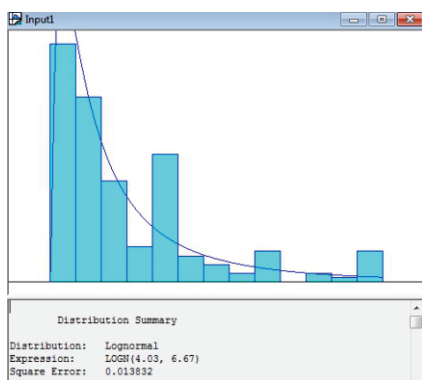 Input1
Distribution Summary
Distribution: Lognormal
Expression: LOGN(4.03, 6.67)
Square Error: 0.013832